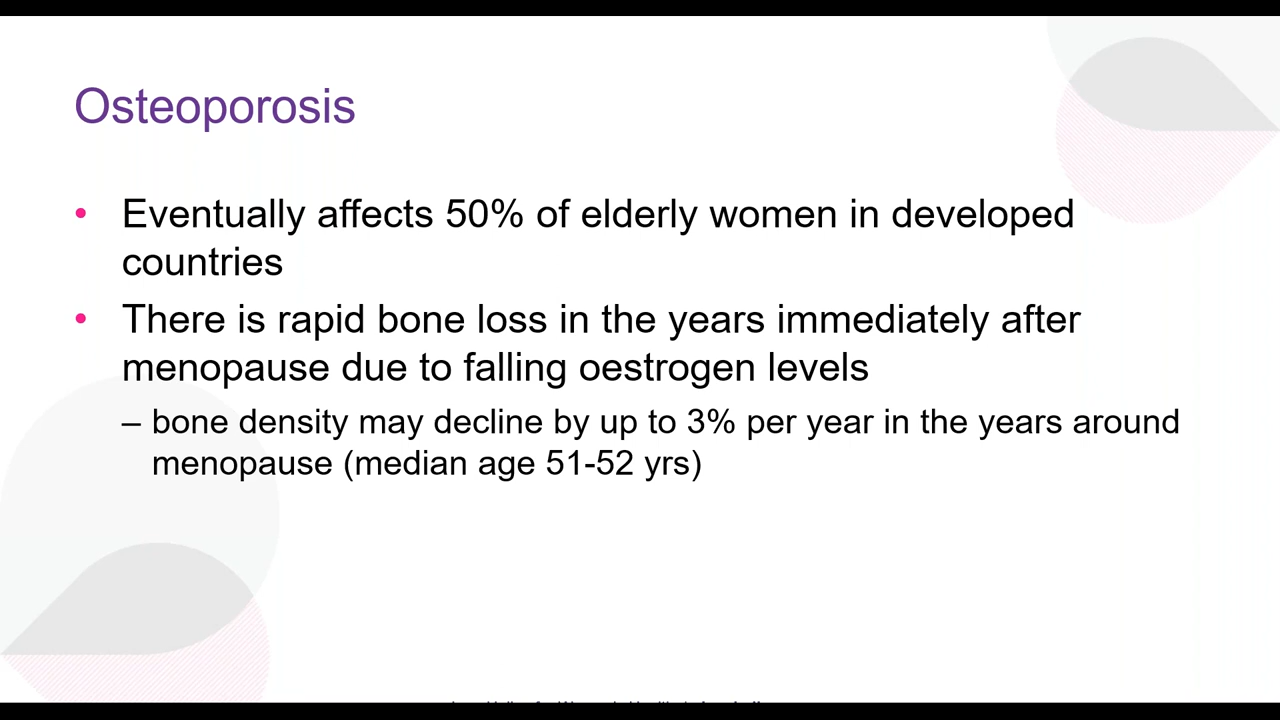 Osteoporosis
• Eventually affects 50% of elderly women in developed
countries
• There is rapid bone loss in the years immediately after
menopause due to falling oestrogen levels
– bone density may decline by up to 3% per year in the years around
menopause (median age 51-52 yrs)